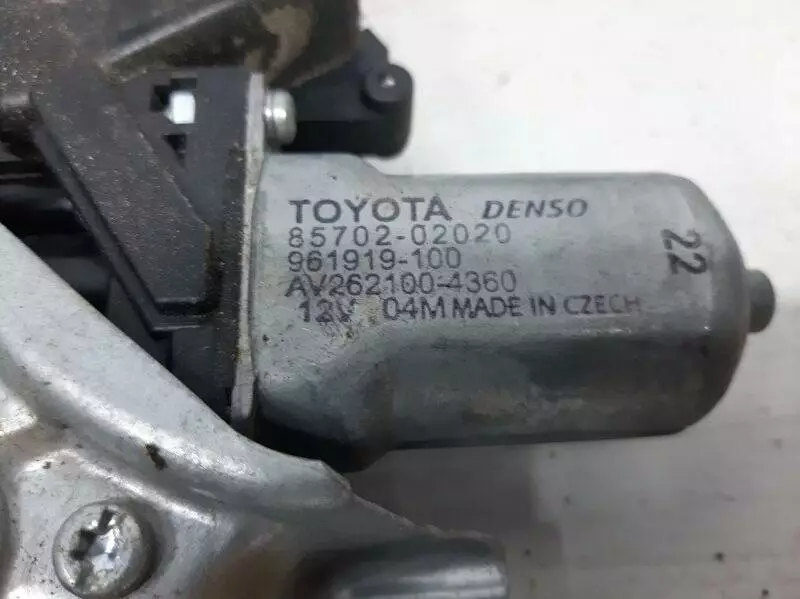 TOYOTA DENSO
85702-02020
961919-100
AV262100-4360
12V 04M MADE IN CZECH
22